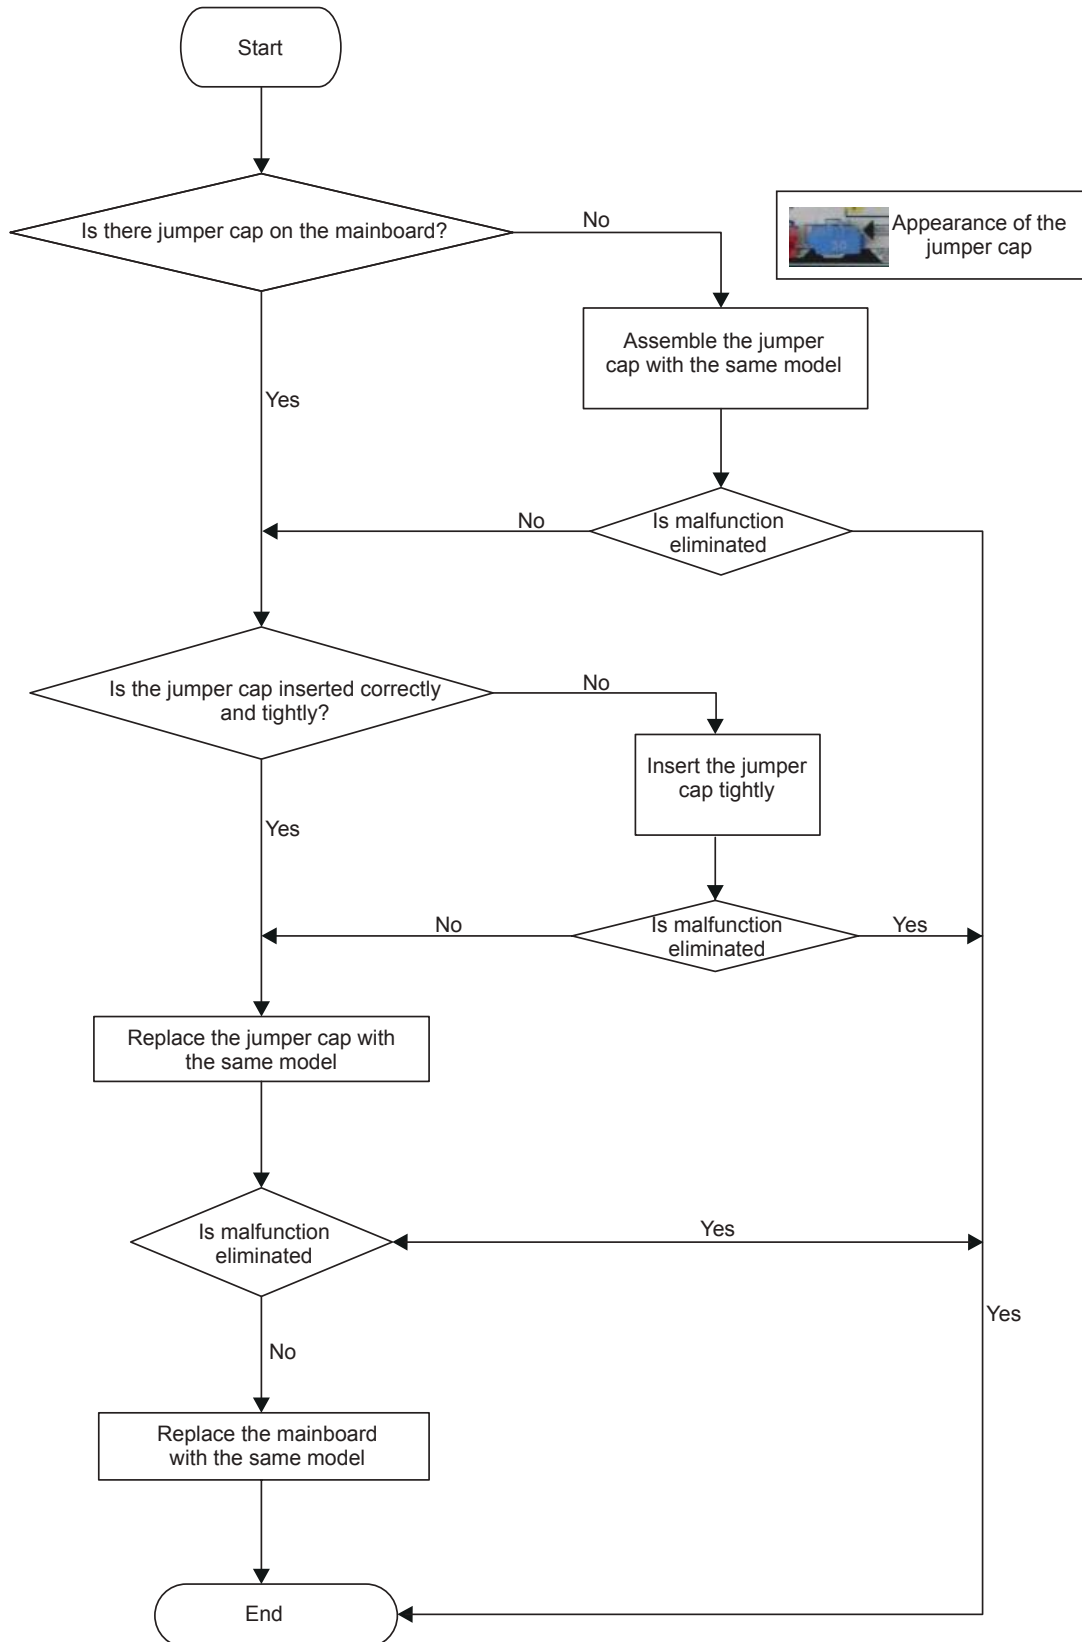 Start
Is there jumper cap on the mainboard?
No
Appearance of the
jumper cap
Assemble the jumper
cap with the same model
Yes
No
Is malfunction
eliminated
Is the jumper cap inserted correctly
and tightly?
No
Insert the jumper
cap tightly
Yes
No
Is malfunction
eliminated
Yes
Replace the jumper cap with
the same model
Is malfunction
eliminated
Yes
Yes
No
Replace the mainboard
with the same model
End